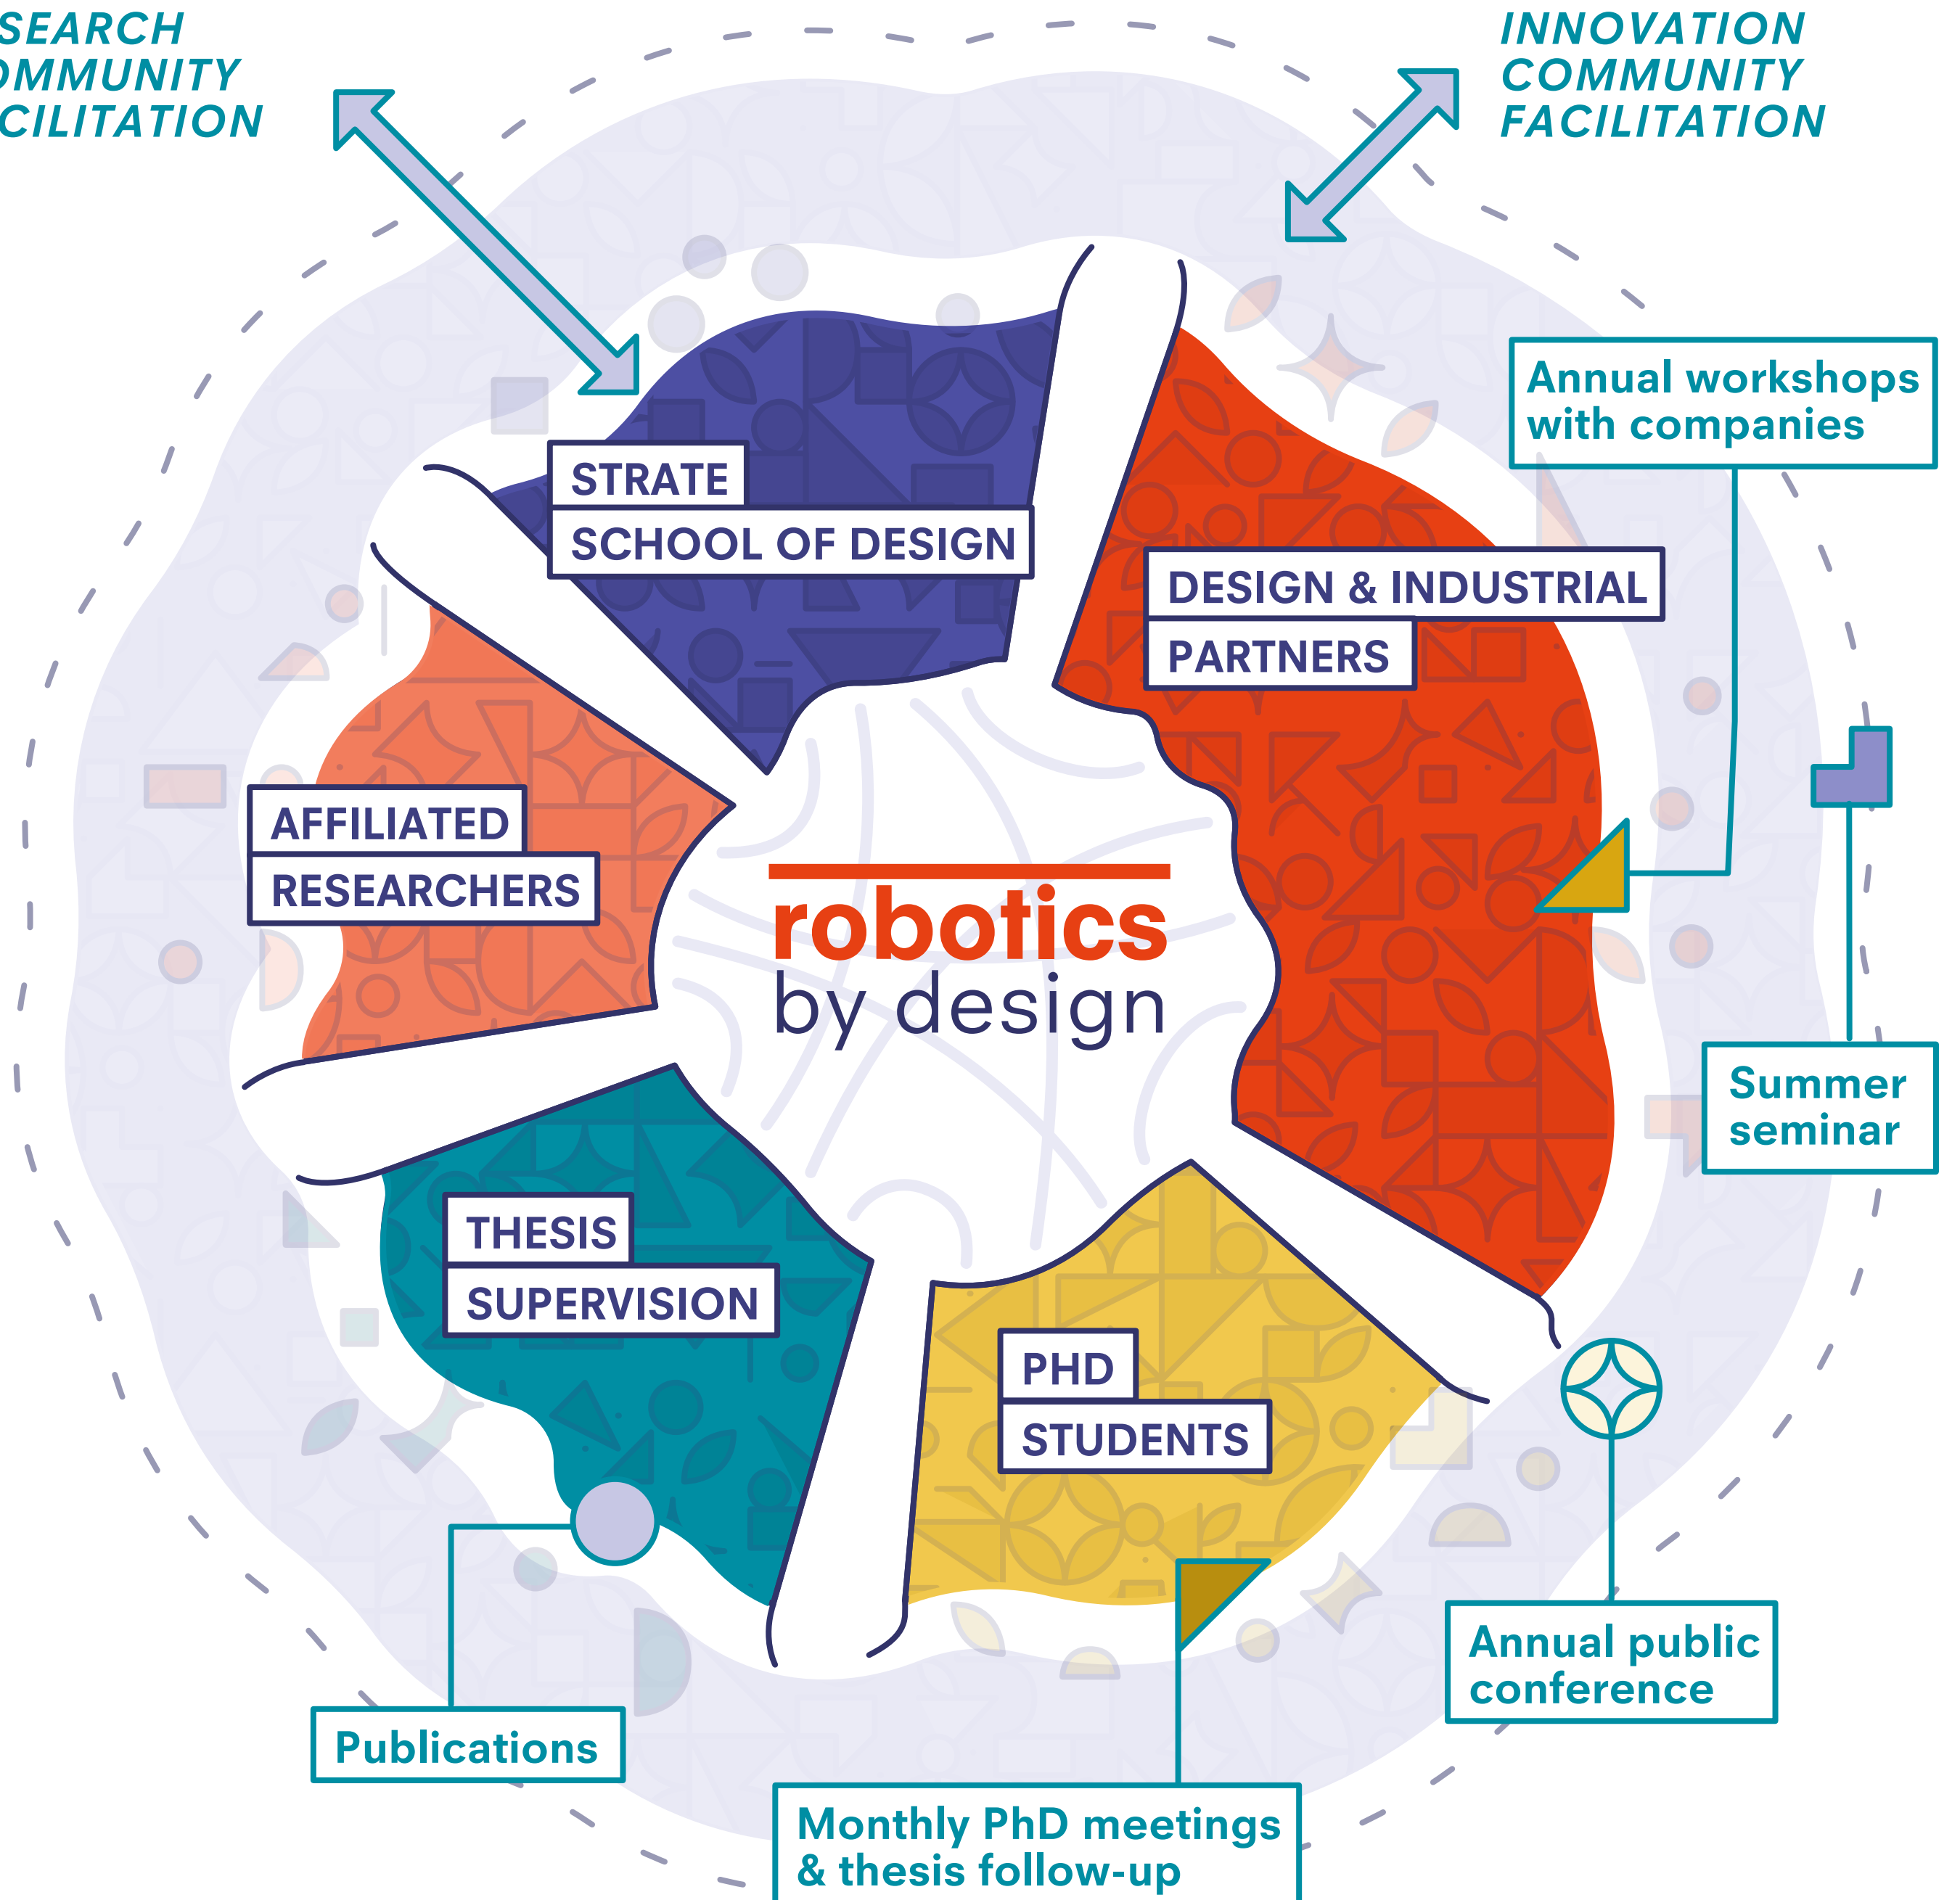 SEARCH
OMMUNITY
CILITATION
INNOVATION
COMMUNITY
FACILITATION
Annual workshops
with companies
STRATE
SCHOOL OF DESIGN
DESIGN & INDUSTRIAL
PARTNERS
AFFILIATED
RESEARCHERS
robotics
by design
Summer
seminar
THESIS
SUPERVISION
PHD
STUDENTS
Annual public
conference
Publications
Monthly PhD meetings
& thesis follow-up